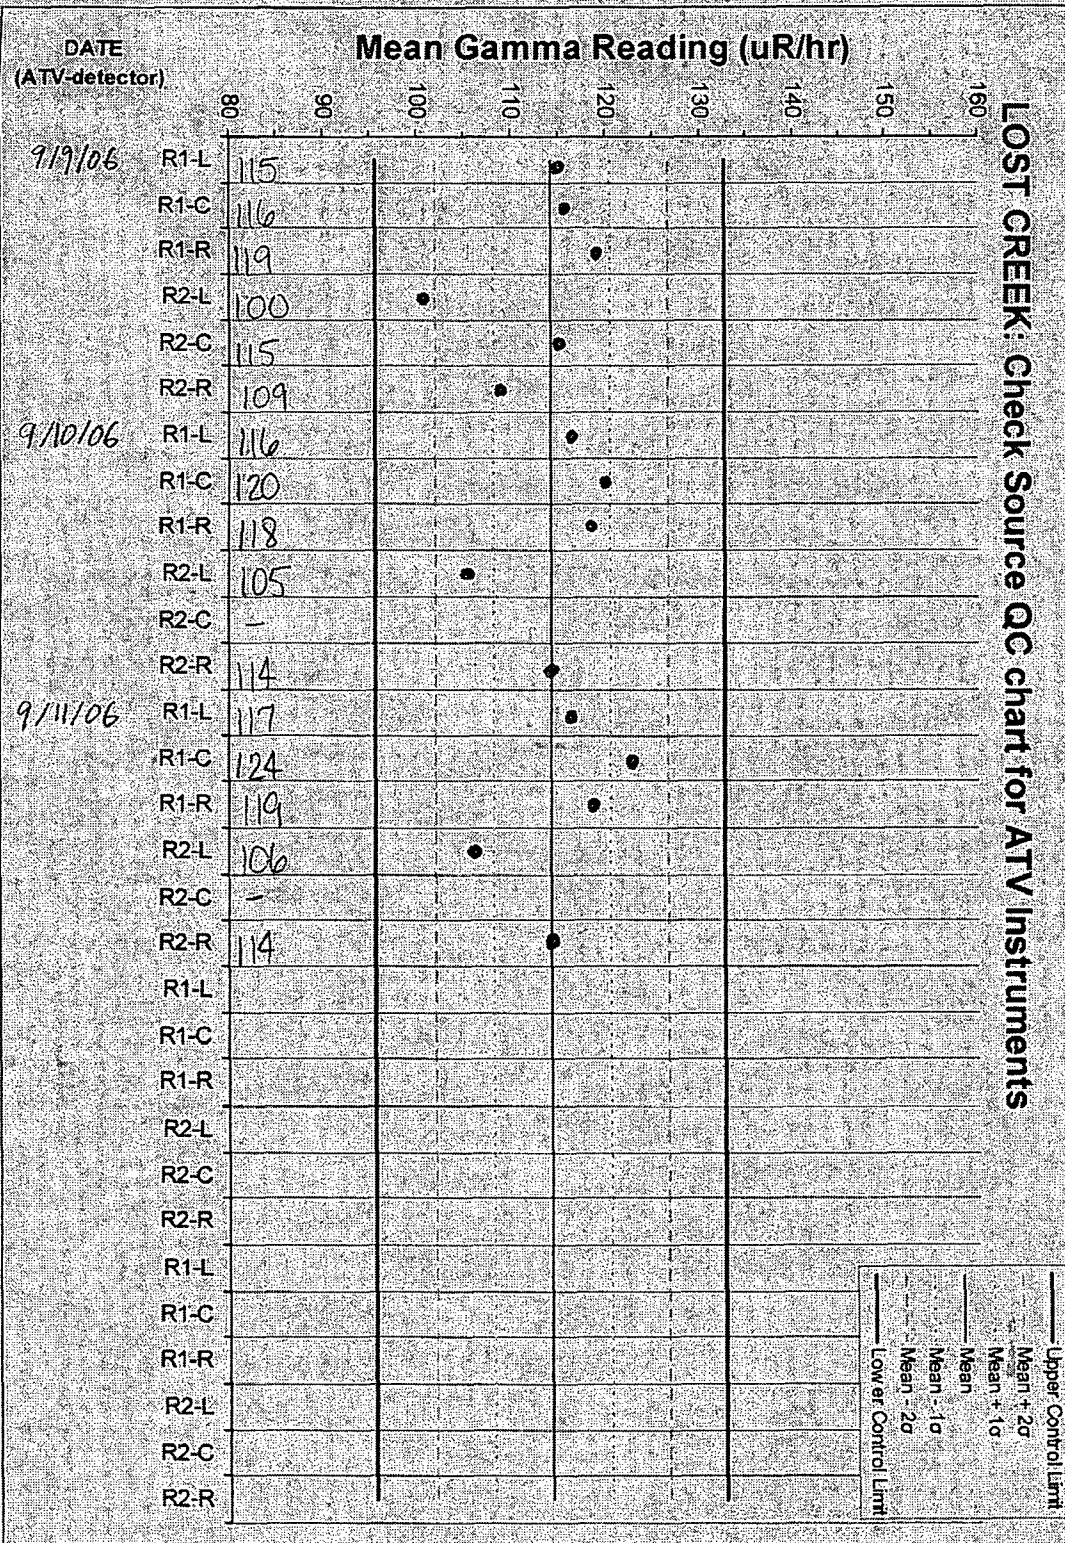 LOST CREEK: Check Source QC chart for ATV Instruments
Mean Gamma Reading (uR/hr)
DATE
(ATV-detector)
80 90 100 110 120 130 140 150 160
9/9/06 R1-L 115
R1-C 116
R1-R 119
R2-L 100
R2-C 115
R2-R 109
9/10/06 R1-L 116
R1-C 120
R1-R 118
R2-L 105
R2-C –
R2-R 114
9/11/06 R1-L 117
R1-C 124
R1-R 119
R2-L 106
R2-C –
R2-R 114
R1-L
R1-C
R1-R
R2-L
R2-C
R2-R
R1-L
R1-C
R1-R
R2-L
R2-C
R2-R
Upper Control Limit
Mean + 2σ
Mean + 1σ
Mean
Mean - 1σ
Mean - 2σ
Lower Control Limit